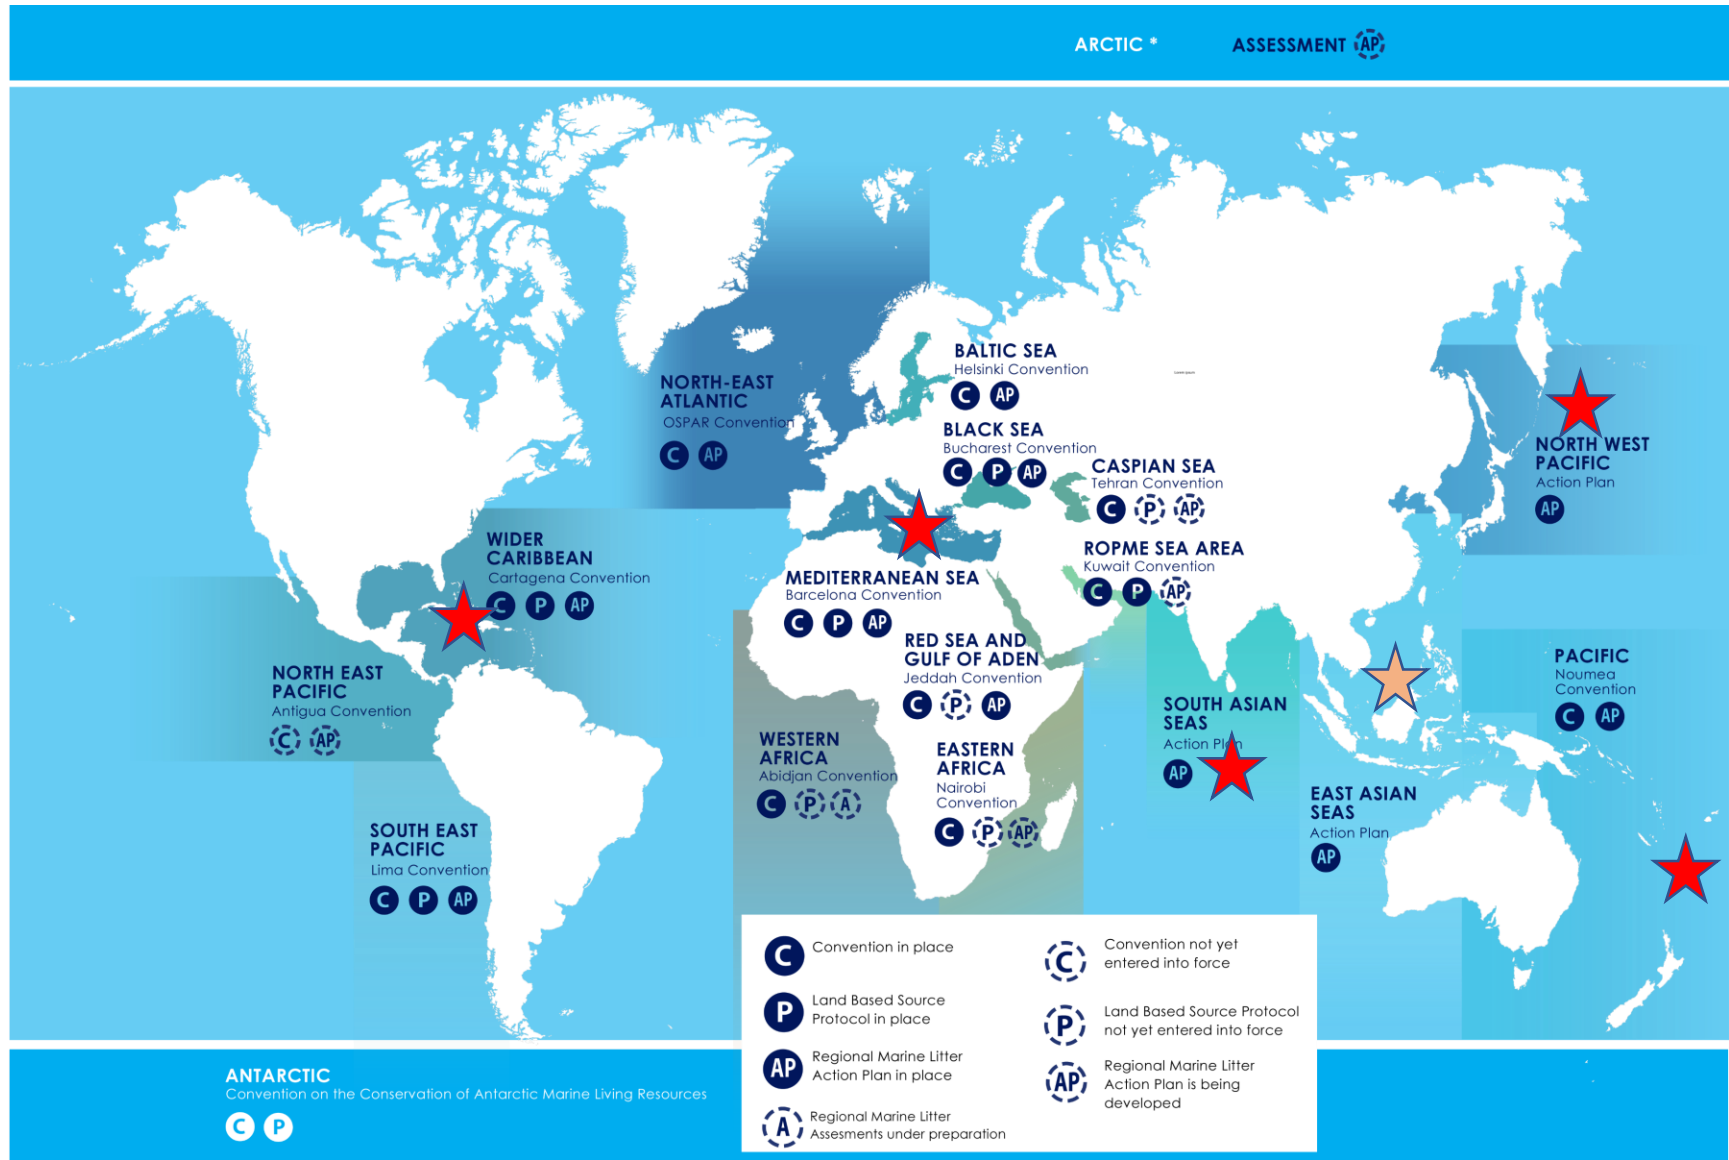 ARCTIC *
ASSESSMENT AP
BALTIC SEA
Helsinki Convention
C AP
NORTH-EAST
ATLANTIC
OSPAR Convention
C AP
BLACK SEA
Bucharest Convention
C P AP
CASPIAN SEA
Tehran Convention
C P AP
Lorem ipsum
NORTH WEST
PACIFIC
Action Plan
AP
WIDER
CARIBBEAN
Cartagena Convention
C P AP
ROPME SEA AREA
Kuwait Convention
C P AP
MEDITERRANEAN SEA
Barcelona Convention
C P AP
RED SEA AND
GULF OF ADEN
Jeddah Convention
C P AP
NORTH EAST
PACIFIC
Antigua Convention
C AP
PACIFIC
Noumea
Convention
C AP
SOUTH ASIAN
SEAS
Action Plan
AP
WESTERN
AFRICA
Abidjan Convention
C P A
EASTERN
AFRICA
Nairobi
Convention
C P AP
EAST ASIAN
SEAS
Action Plan
AP
SOUTH EAST
PACIFIC
Lima Convention
C P AP
C Convention in place
P Land Based Source
Protocol in place
AP Regional Marine Litter
Action Plan in place
A Regional Marine Litter
Assesments under preparation
C Convention not yet
entered into force
P Land Based Source Protocol
not yet entered into force
AP Regional Marine Litter
Action Plan is being
developed
ANTARCTIC
Convention on the Conservation of Antarctic Marine Living Resources
C P